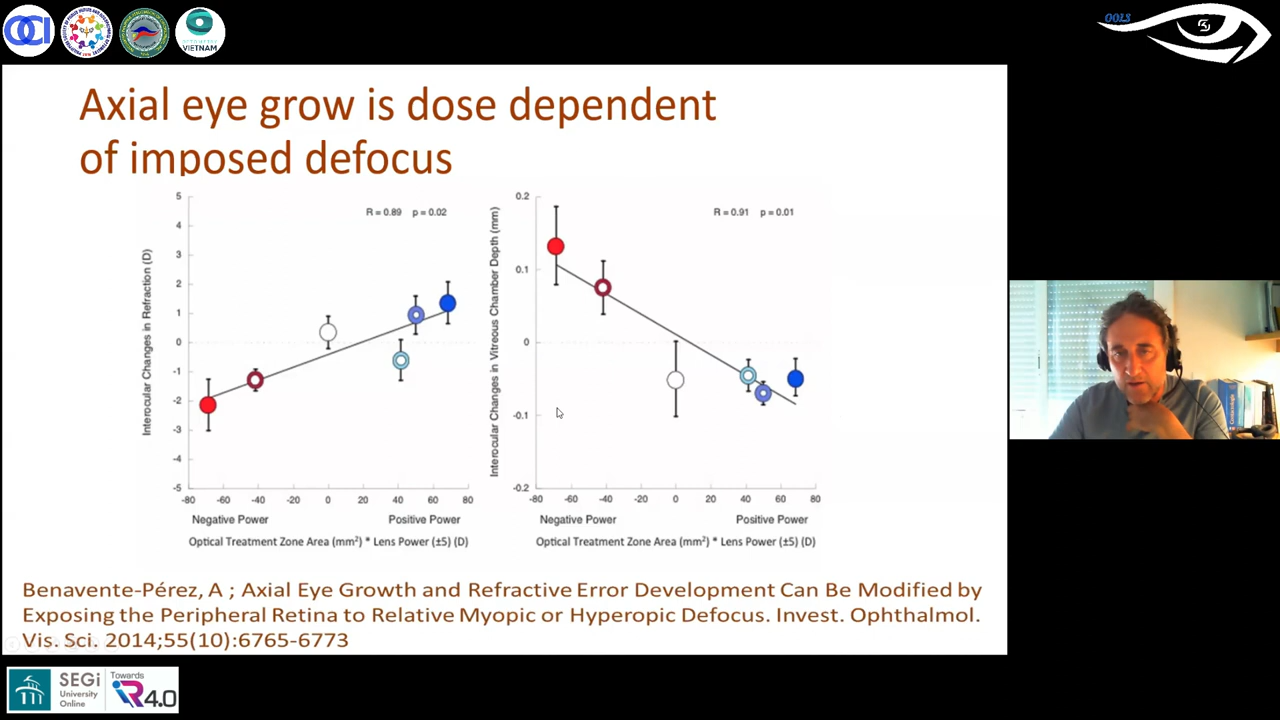 OCI
VIETNAM
OOLS
Axial eye grow is dose dependent
of imposed defocus
R = 0.89 p = 0.02
Interocular Changes in Refraction (D)
5
4
3
2
1
0
-1
-2
-3
-4
-5
-80 -60 -40 -20 0 20 40 60 80
Negative Power Positive Power
Optical Treatment Zone Area (mm²) * Lens Power (±5) (D)
R = 0.91 p = 0.01
Interocular Changes in Vitreous Chamber Depth (mm)
0.2
0.1
0
-0.1
-0.2
-80 -60 -40 -20 0 20 40 60 80
Negative Power Positive Power
Optical Treatment Zone Area (mm²) * Lens Power (±5) (D)
Benavente-Pérez, A ; Axial Eye Growth and Refractive Error Development Can Be Modified by
Exposing the Peripheral Retina to Relative Myopic or Hyperopic Defocus. Invest. Ophthalmol.
Vis. Sci. 2014;55(10):6765-6773
SEGi
University
Online
Towards
iR4.0